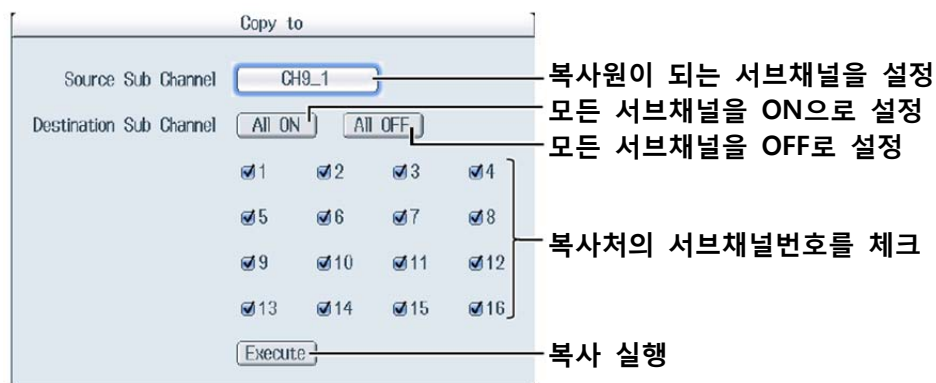 Copy to
Source Sub Channel CH9_1 복사원이 되는 서브채널을 설정
모든 서브채널을 ON으로 설정
Destination Sub Channel All ON All OFF
모든 서브채널을 OFF로 설정
1 2 3 4
5 6 7 8
복사처의 서브채널번호를 체크
9 10 11 12
13 14 15 16
Execute 복사 실행